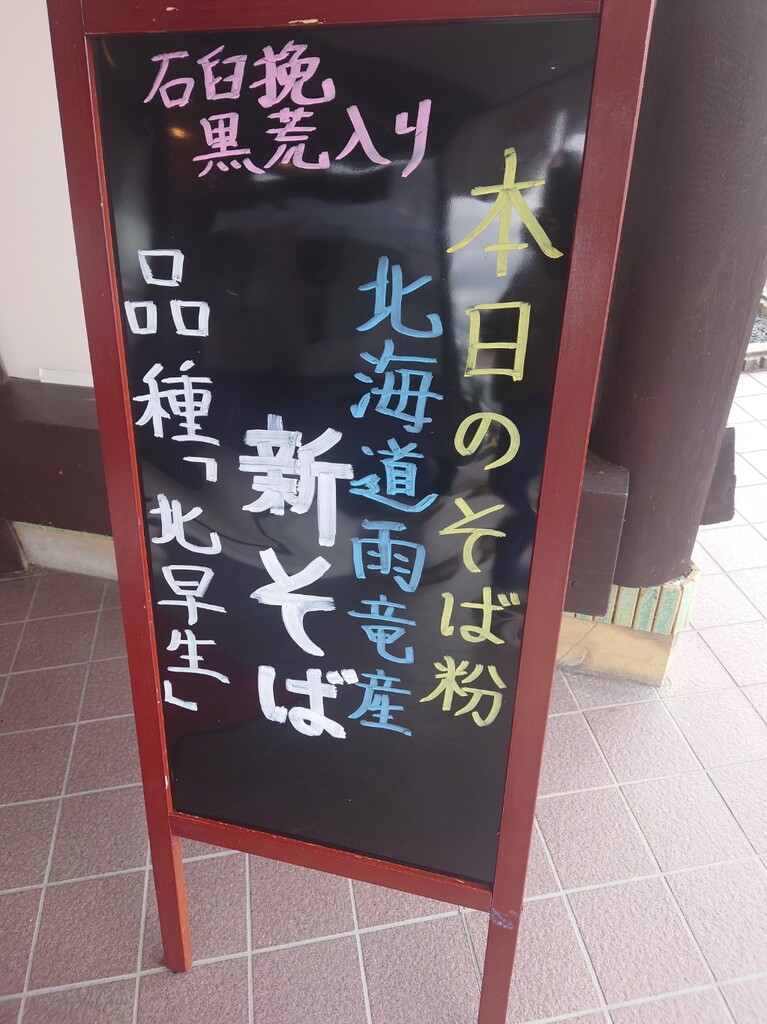 本日のそば粉
北海道雨竜産
新そば
品種「北早生」
石臼挽
黒荒入り